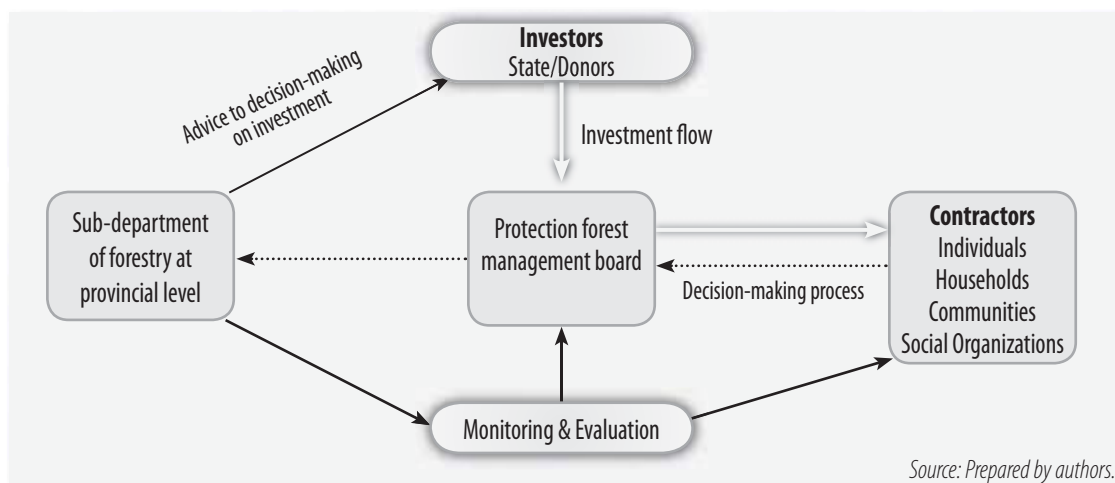 Investors
State/Donors
Advice to decision-making
on investment
Investment flow
Sub-department
of forestry at
provincial level
Protection forest
management board
Contractors
Individuals
Households
Communities
Social Organizations
Decision-making process
Monitoring & Evaluation
Source: Prepared by authors.